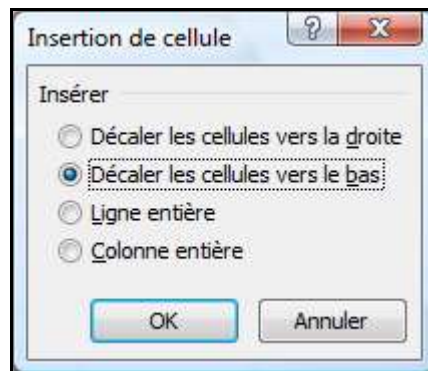 Insertion de cellule
Insérer
Décaler les cellules vers la droite
Décaler les cellules vers le bas
Ligne entière
Colonne entière
OK Annuler